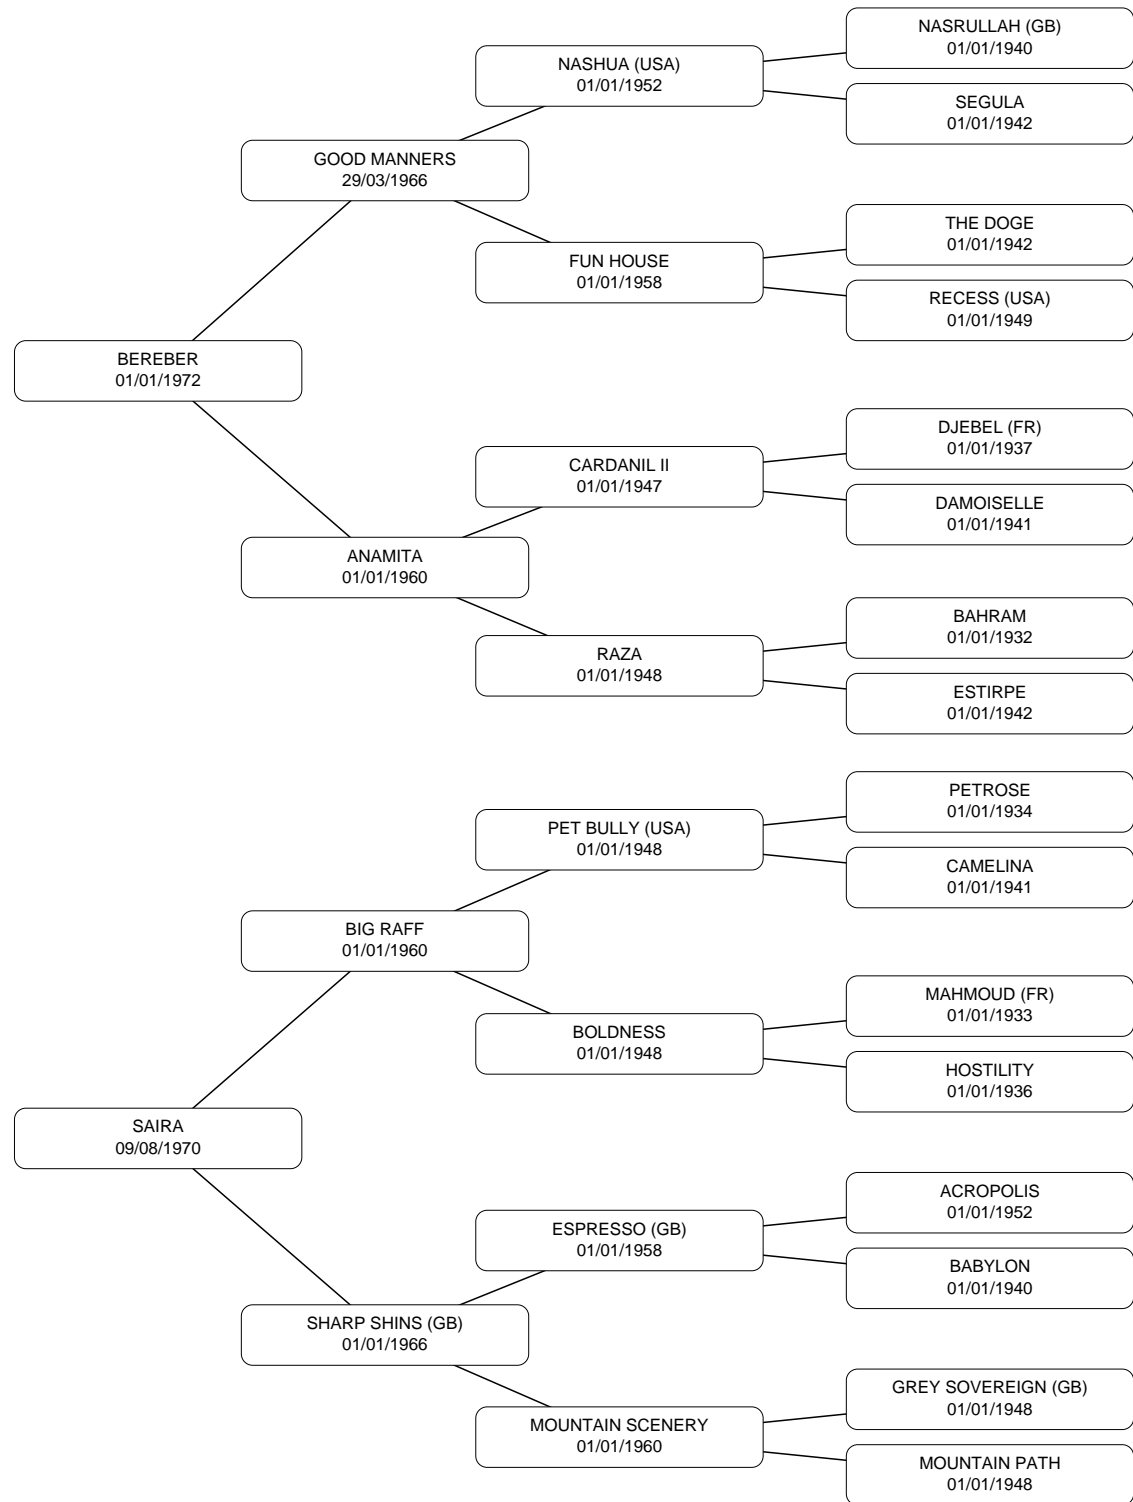 NASRULLAH (GB)
01/01/1940
NASHUA (USA)
01/01/1952
SEGULA
01/01/1942
GOOD MANNERS
29/03/1966
THE DOGE
01/01/1942
FUN HOUSE
01/01/1958
RECESS (USA)
01/01/1949
BEREBER
01/01/1972
DJEBEL (FR)
01/01/1937
CARDANIL II
01/01/1947
DAMOISELLE
01/01/1941
ANAMITA
01/01/1960
BAHRAM
01/01/1932
RAZA
01/01/1948
ESTIRPE
01/01/1942
PETROSE
01/01/1934
PET BULLY (USA)
01/01/1948
CAMELINA
01/01/1941
BIG RAFF
01/01/1960
MAHMOUD (FR)
01/01/1933
BOLDNESS
01/01/1948
HOSTILITY
01/01/1936
SAIRA
09/08/1970
ACROPOLIS
01/01/1952
ESPRESSO (GB)
01/01/1958
BABYLON
01/01/1940
SHARP SHINS (GB)
01/01/1966
GREY SOVEREIGN (GB)
01/01/1948
MOUNTAIN SCENERY
01/01/1960
MOUNTAIN PATH
01/01/1948